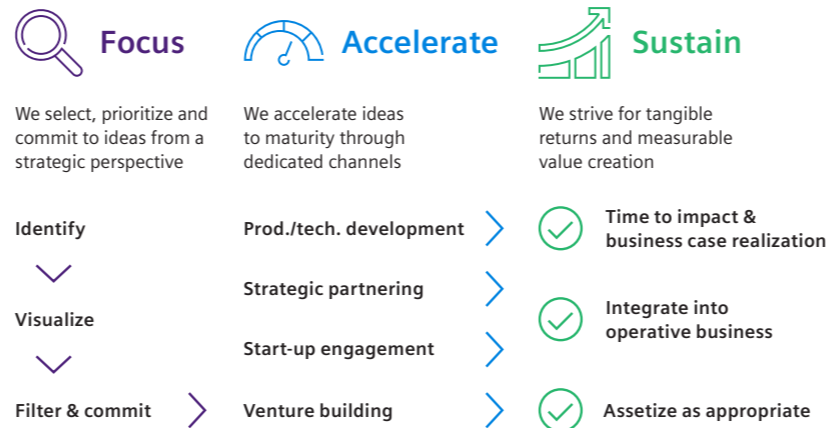 Focus
We select, prioritize and
commit to ideas from a
strategic perspective
Identify
Visualize
Filter & commit
Accelerate
We accelerate ideas
to maturity through
dedicated channels
Prod./tech. development
Strategic partnering
Start-up engagement
Venture building
Sustain
We strive for tangible
returns and measurable
value creation
Time to impact &
business case realization
Integrate into
operative business
Assetize as appropriate